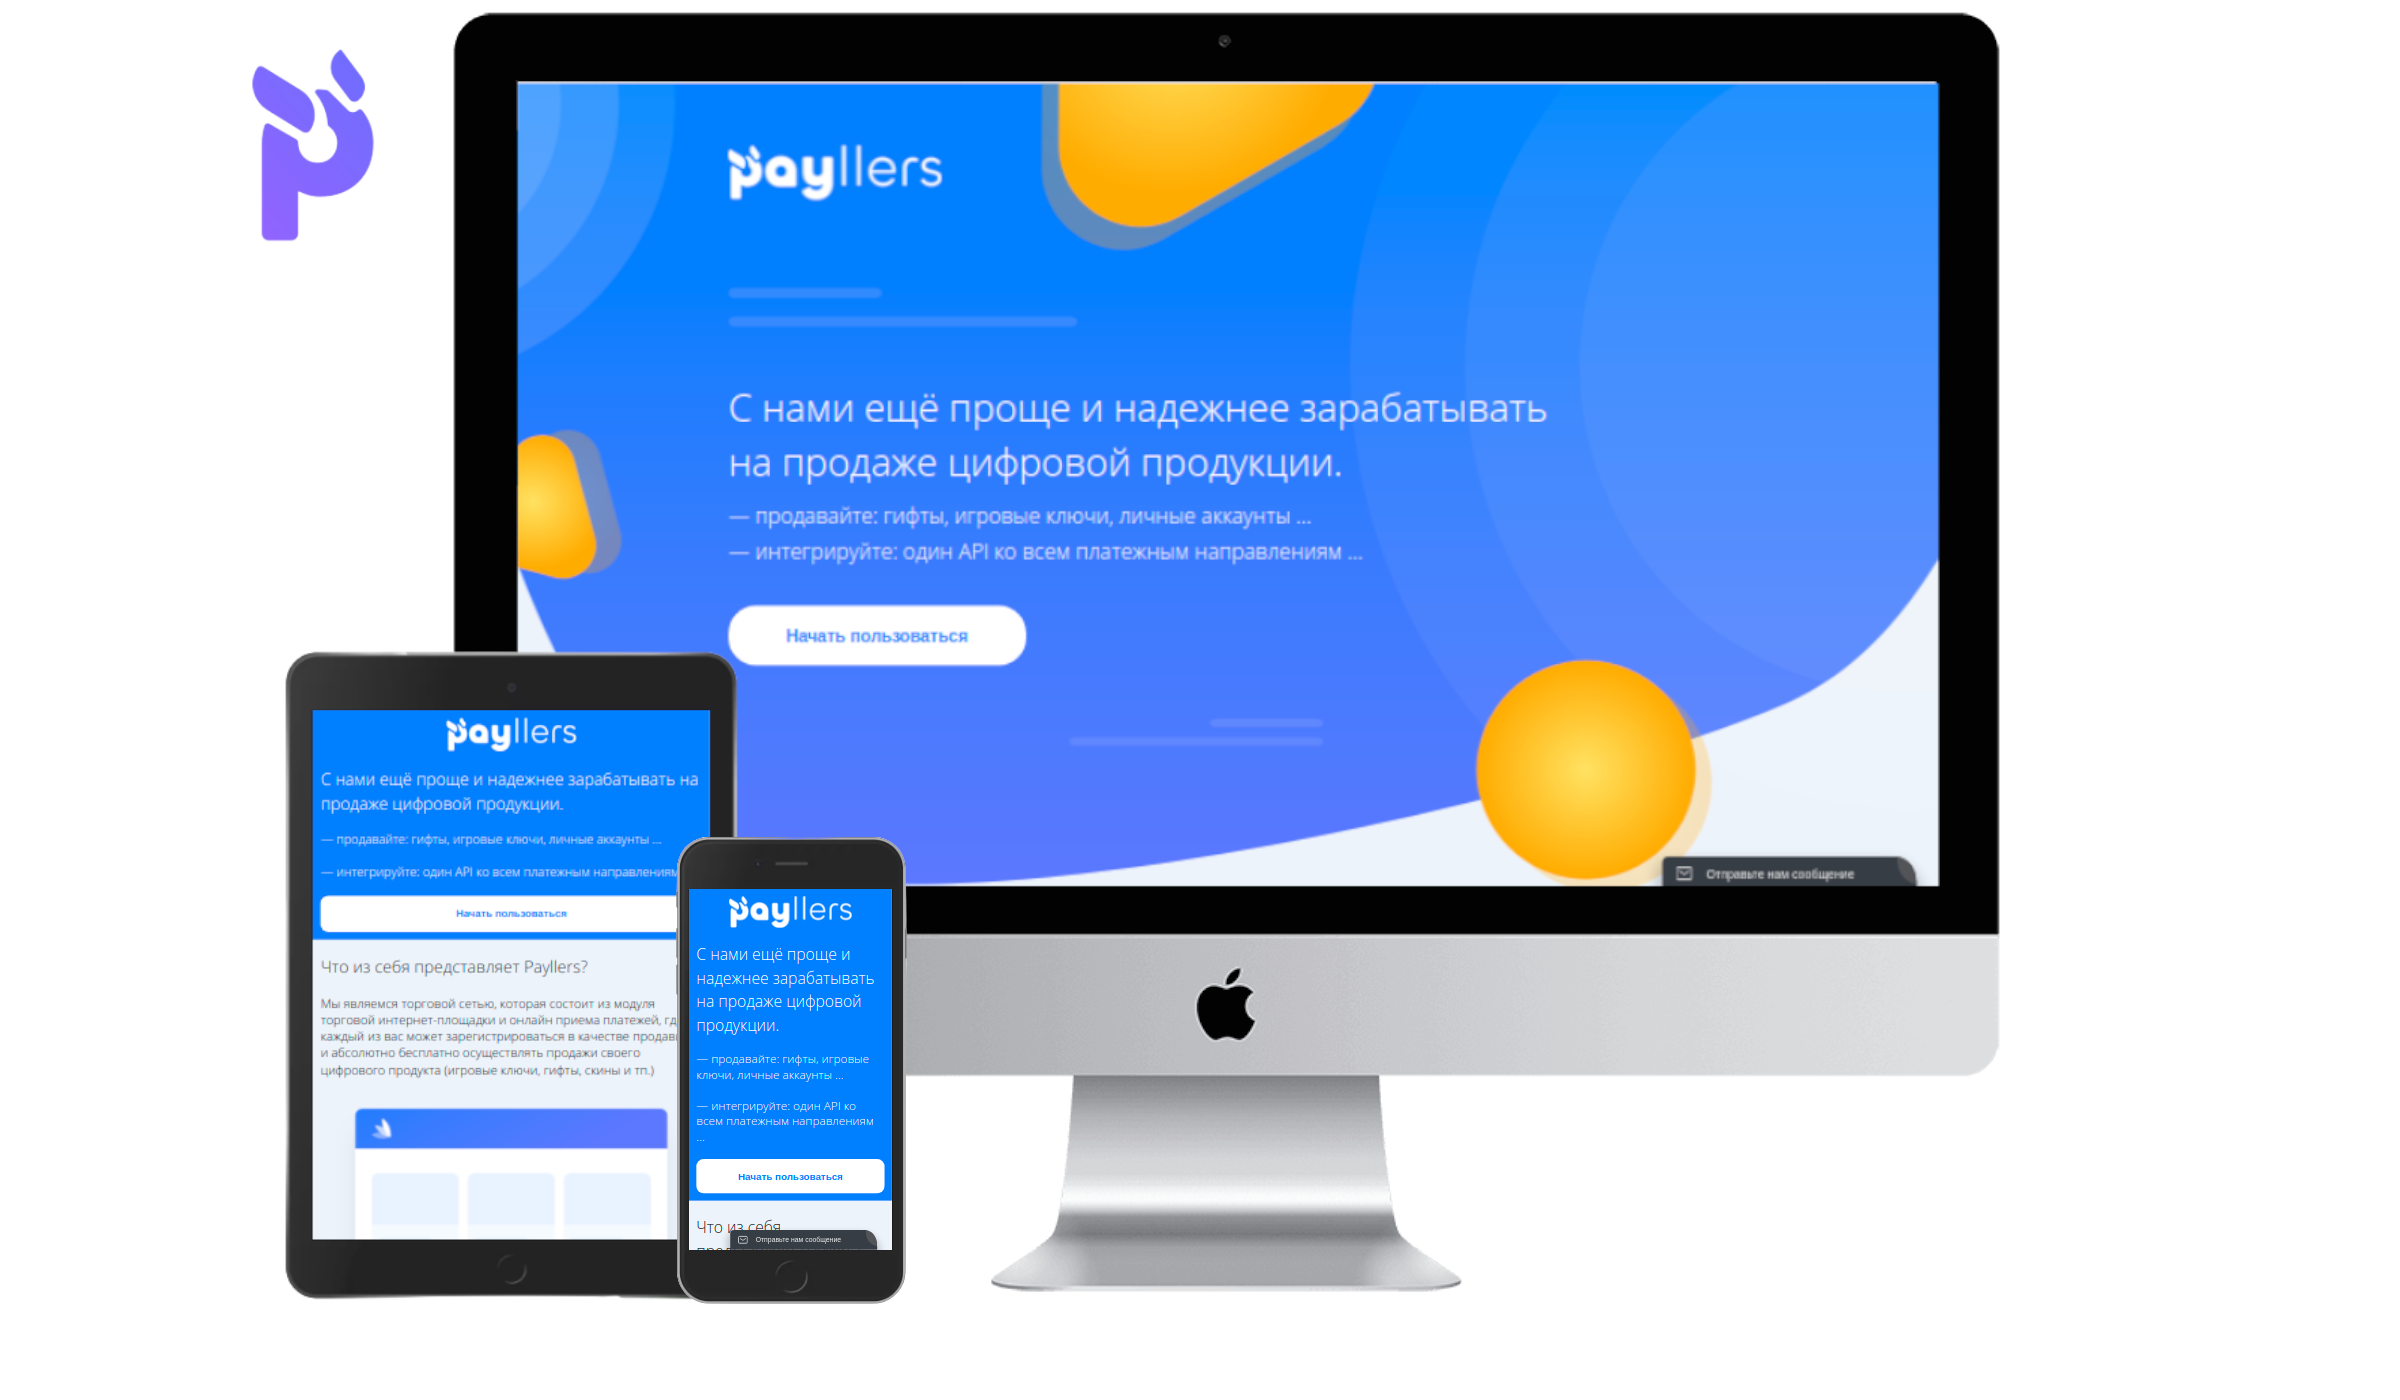 payllers
С нами ещё проще и надежнее зарабатывать
на продаже цифровой продукции.
— продавайте: гифты, игровые ключи, личные аккаунты ...
— интегрируйте: один API ко всем платежным направлениям ...
Начать пользоваться
Отправьте нам сообщение
payllers
С нами ещё проще и надежнее зарабатывать на
продаже цифровой продукции.
— продавайте: гифты, игровые ключи, личные аккаунты ...
— интегрируйте: один API ко всем платежным направлениям
Начать пользоваться
Что из себя представляет Payllers?
Мы являемся торговой сетью, которая состоит из модуля
торговой интернет-площадки и онлайн приема платежей,
каждый из вас может зарегистрироваться в качестве
и абсолютно бесплатно осуществлять продажи своего
цифрового продукта (игровые ключи, гифты, скины и тп.)
payllers
С нами ещё проще и
надежнее зарабатывать
на продаже цифровой
продукции.
— продавайте: гифты, игровые
ключи, личные аккаунты ...
— интегрируйте: один API ко
всем платежным направлениям
...
Начать пользоваться
Что из себя
Отправьте нам сообщение